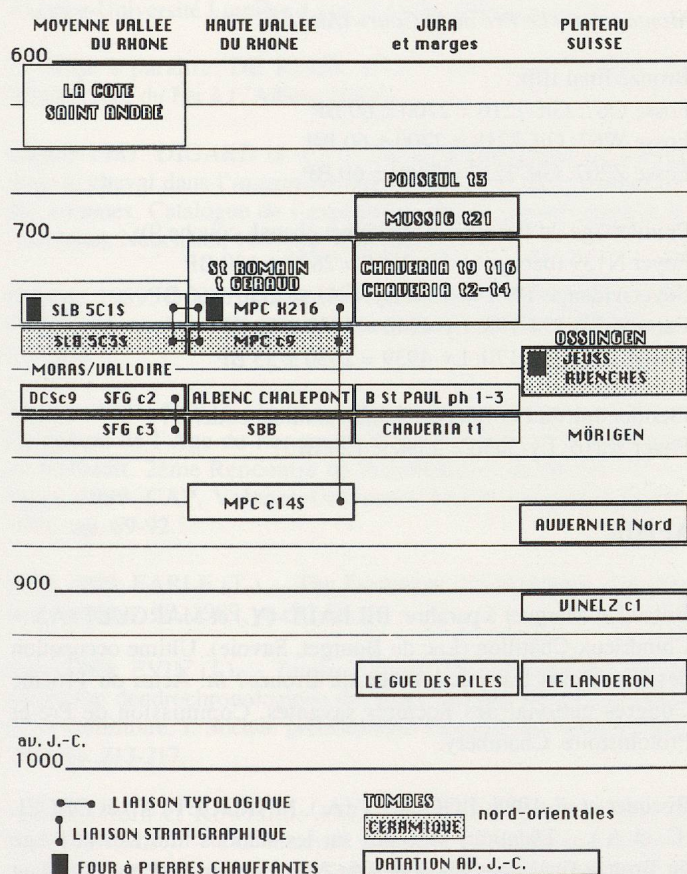 MOYENNE VALLEE DU RHONE
HAUTE VALLEE DU RHONE
JURA et marges
PLATEAU SUISSE
600
LA COTE SAINT ANDRE
POISEUL t3
MUSSIG t21
700
St ROMAIN t GERAUD
CHAVERIA t9 t16
CHAVERIA t2-t4
SLB 5C1S
MPC H216
SLB 5C3S
MPC c9
OSSINGEN
JEUSS
AVENCHES
MORAS/VALLOIRE
DCSc9 SFG c2
ALBENC CHALEPONT
B St PAUL ph 1-3
SFG c3
SBB
CHAVERIA t1
MÖRIGEN
MPC c14S
AUVERNIER Nord
900
VINELZ c1
LE GUE DES PILES
LE LANDERON
av. J.-C.
1000
LIAISON TYPOLOGIQUE
LIAISON STRATIGRAPHIQUE
FOUR à PIERRES CHAUFFANTES
TOMBES
CERAMIQUE
nord-orientales
DATATION AV. J.-C.